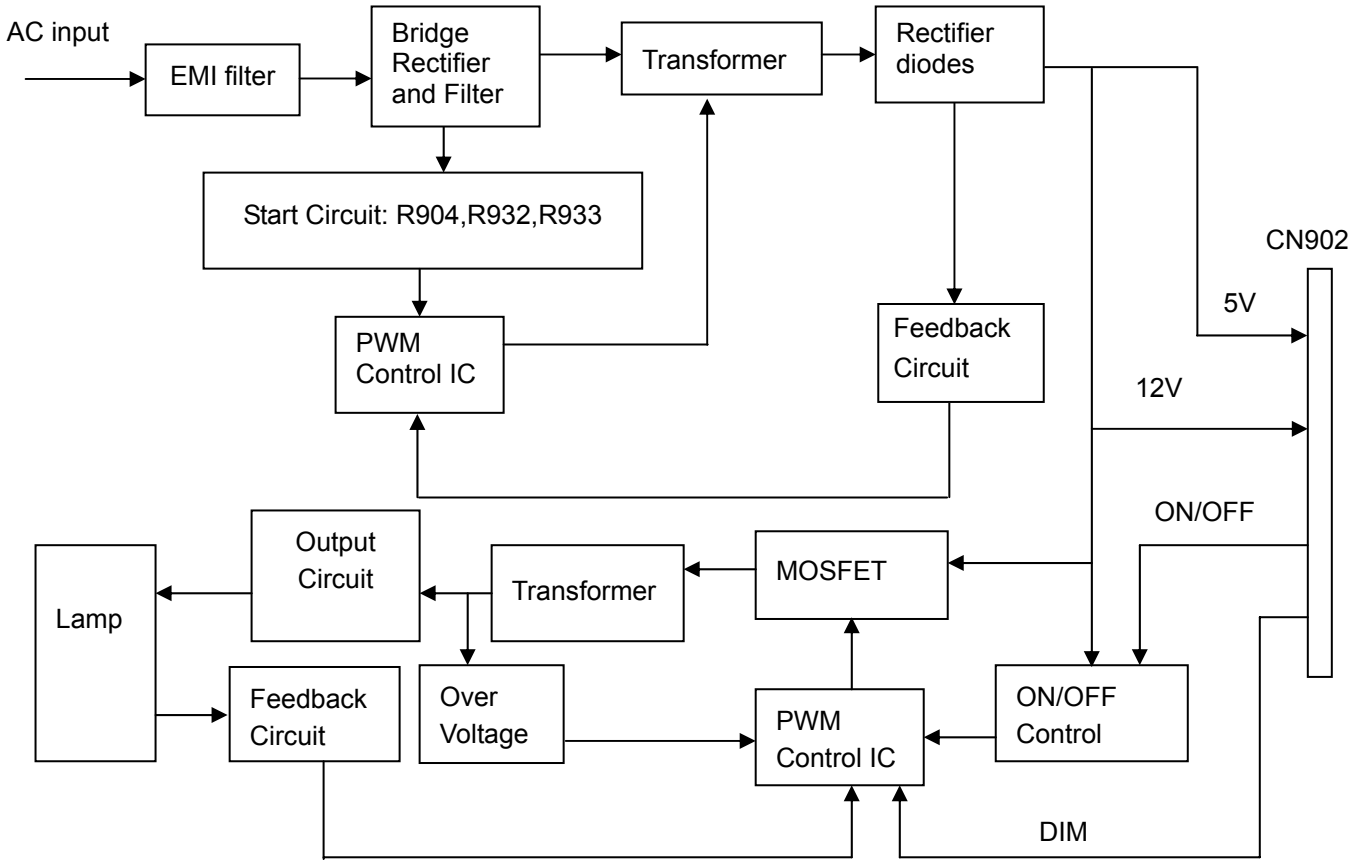 AC input
EMI filter
Bridge
Rectifier
and Filter
Transformer
Rectifier
diodes
Start Circuit: R904,R932,R933
CN902
5V
PWM
Control IC
Feedback
Circuit
12V
ON/OFF
Output
Circuit
Lamp
Transformer
MOSFET
Feedback
Circuit
Over
Voltage
PWM
Control IC
ON/OFF
Control
DIM